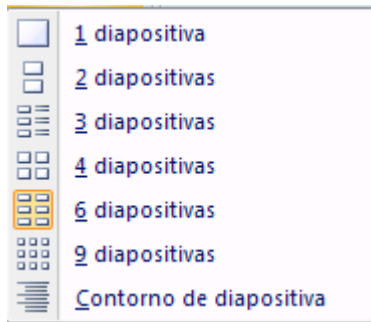 1 diapositiva
2 diapositivas
3 diapositivas
4 diapositivas
6 diapositivas
9 diapositivas
Contorno de diapositiva